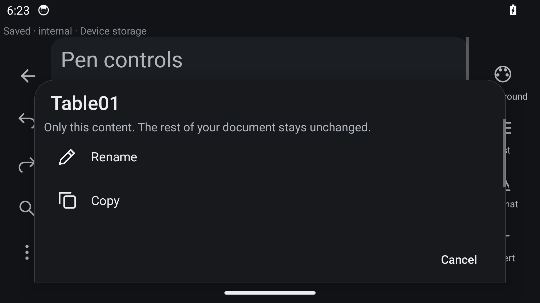 6:23
Saved · internal · Device storage
Pen controls
Table01
Only this content. The rest of your document stays unchanged.
Rename
Copy
Cancel